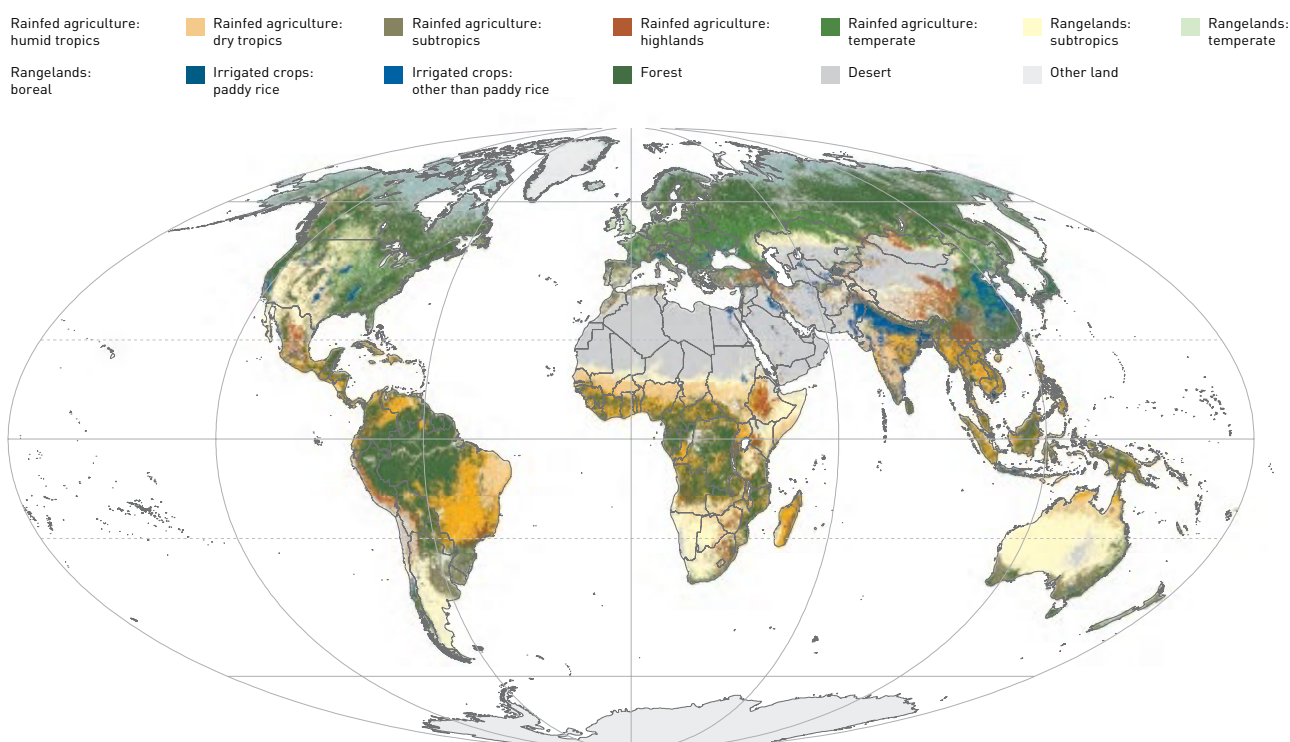 Rainfed agriculture:
humid tropics
Rainfed agriculture:
dry tropics
Rainfed agriculture:
subtropics
Rainfed agriculture:
highlands
Rainfed agriculture:
temperate
Rangelands:
subtropics
Rangelands:
temperate
Rangelands:
boreal
Irrigated crops:
paddy rice
Irrigated crops:
other than paddy rice
Forest
Desert
Other land